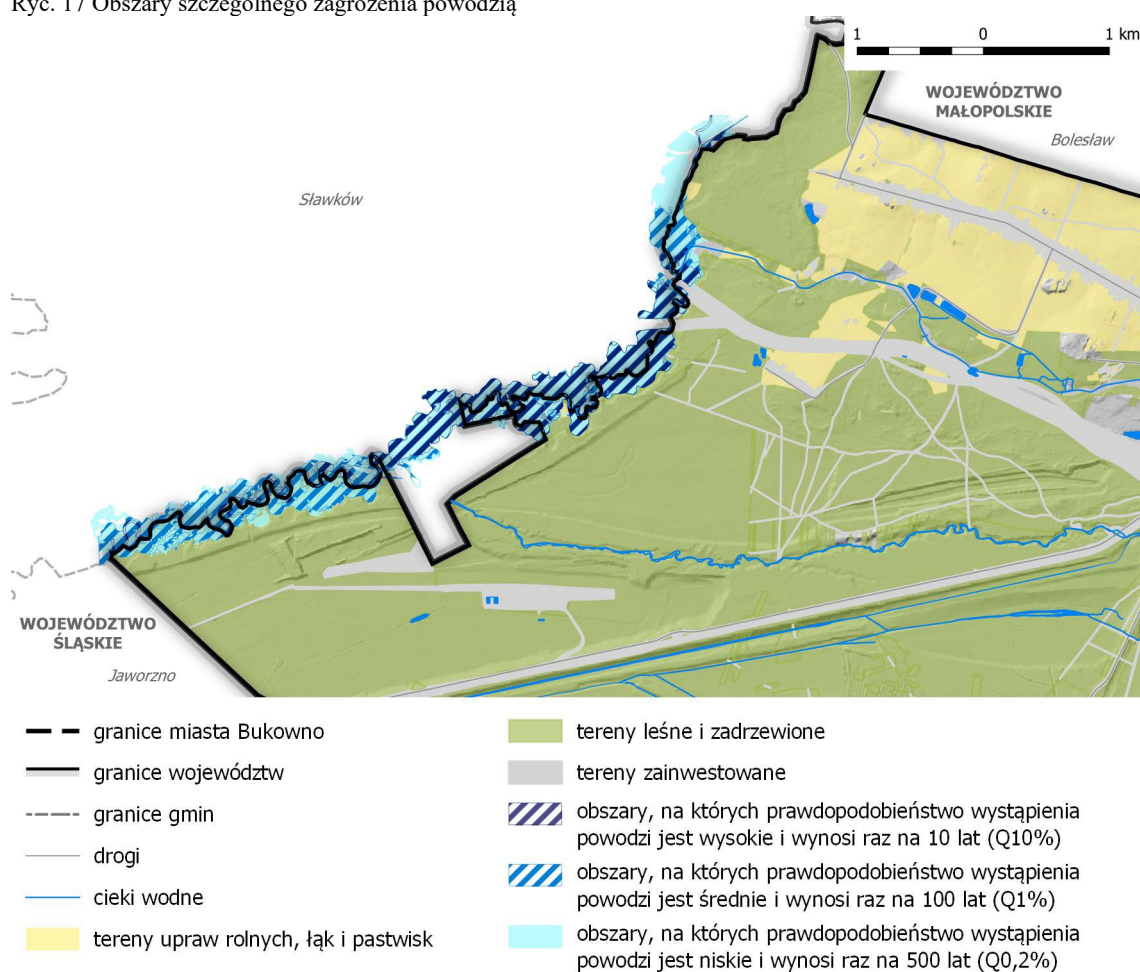 Ryc. 17 Obszary szczególnego zagrożenia powodzią
1 0 1 km
WOJEWÓDZTWO
MAŁOPOLSKIE
Bolesław
Sławków
WOJEWÓDZTWO
ŚLĄSKIE
Jaworzno
granice miasta Bukowno
granice województw
granice gmin
drogi
cieki wodne
tereny upraw rolnych, łąk i pastwisk
tereny leśne i zadrzewione
tereny zainwestowane
obszary, na których prawdopodobieństwo wystąpienia
powodzi jest wysokie i wynosi raz na 10 lat (Q10%)
obszary, na których prawdopodobieństwo wystąpienia
powodzi jest średnie i wynosi raz na 100 lat (Q1%)
obszary, na których prawdopodobieństwo wystąpienia
powodzi jest niskie i wynosi raz na 500 lat (Q0,2%)